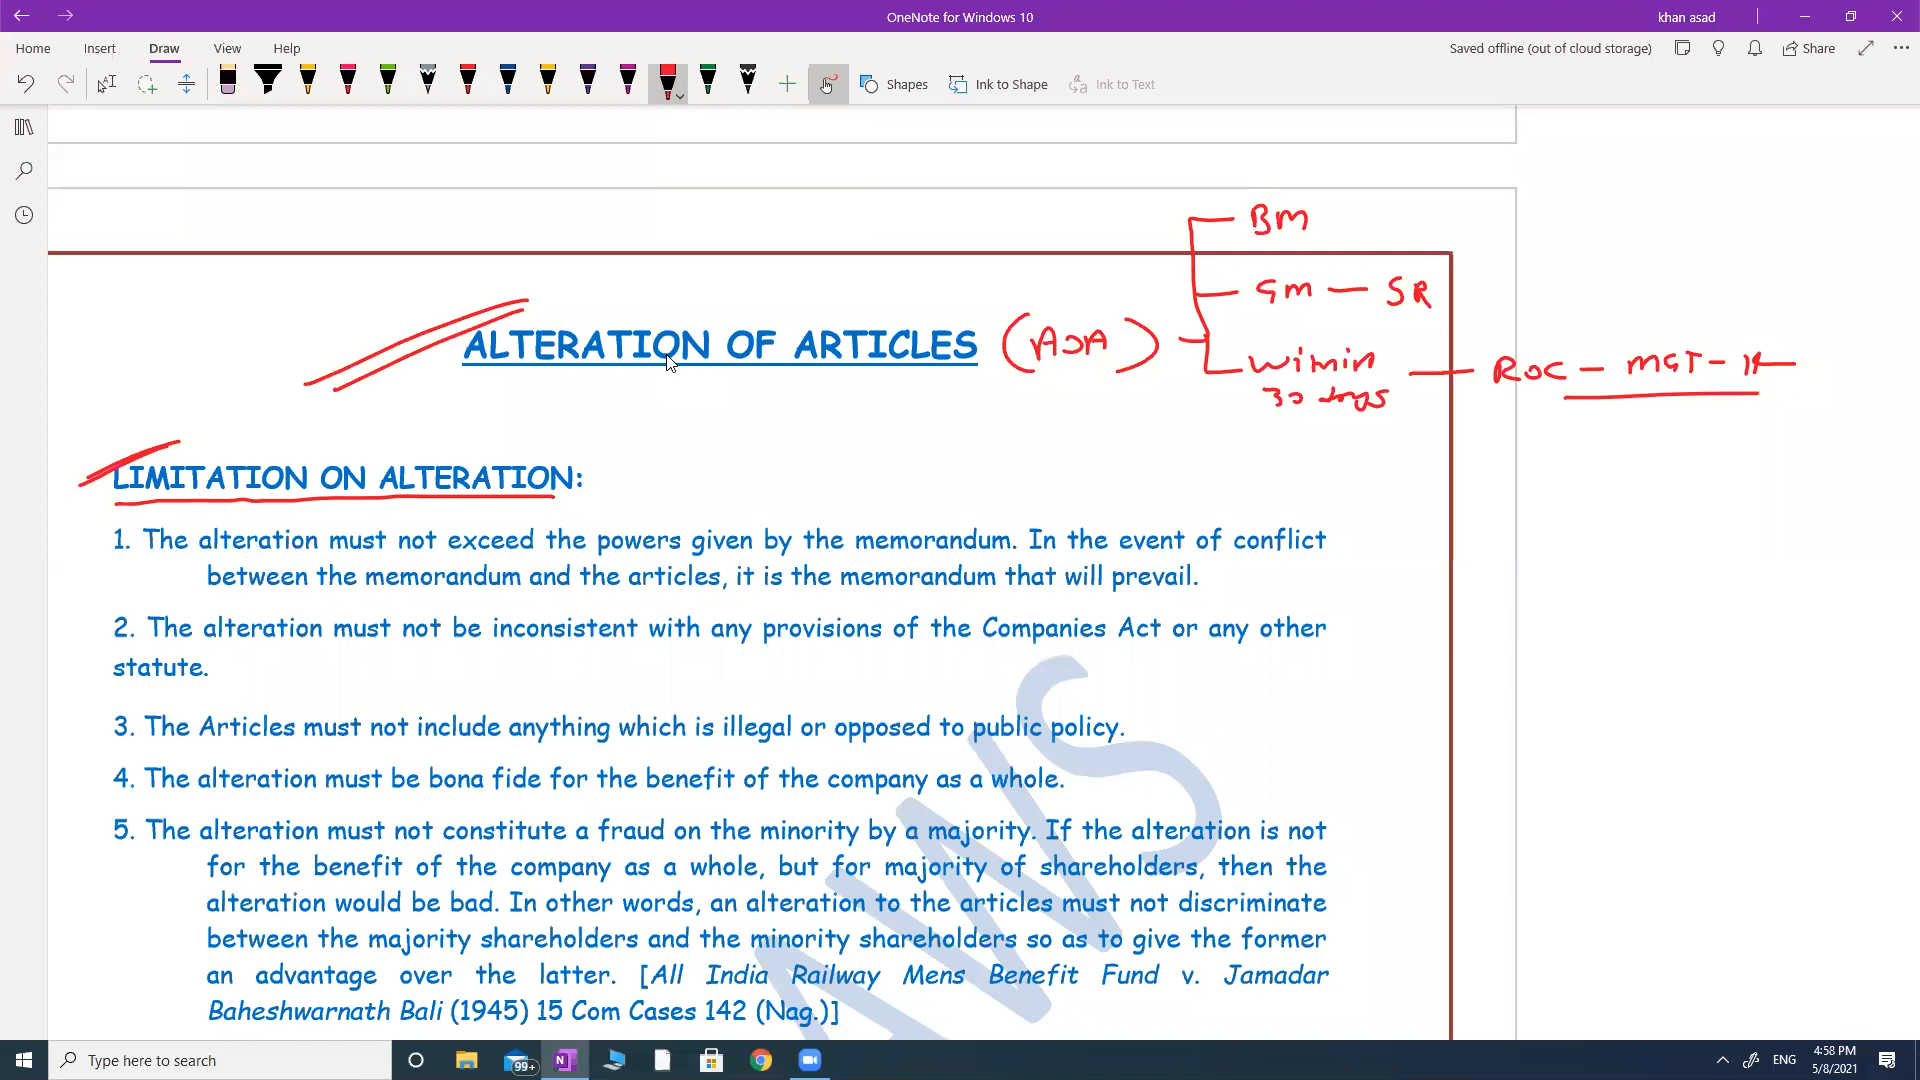 OneNote for Windows 10
khan asad
Home Insert Draw View Help
Saved offline (out of cloud storage)
Share
Shapes
Ink to Shape
Ink to Text
BM
GM — SR
ALTERATION OF ARTICLES (AOA)
Within 30 days — ROC — MGT-14
LIMITATION ON ALTERATION:
1. The alteration must not exceed the powers given by the memorandum. In the event of conflict
between the memorandum and the articles, it is the memorandum that will prevail.
2. The alteration must not be inconsistent with any provisions of the Companies Act or any other
statute.
3. The Articles must not include anything which is illegal or opposed to public policy.
4. The alteration must be bona fide for the benefit of the company as a whole.
5. The alteration must not constitute a fraud on the minority by a majority. If the alteration is not
for the benefit of the company as a whole, but for majority of shareholders, then the
alteration would be bad. In other words, an alteration to the articles must not discriminate
between the majority shareholders and the minority shareholders so as to give the former
an advantage over the latter. [All India Railway Mens Benefit Fund v. Jamadar
Baheshwarnath Bali (1945) 15 Com Cases 142 (Nag.)]
AWS
Type here to search
99+
ENG
4:58 PM
5/8/2021